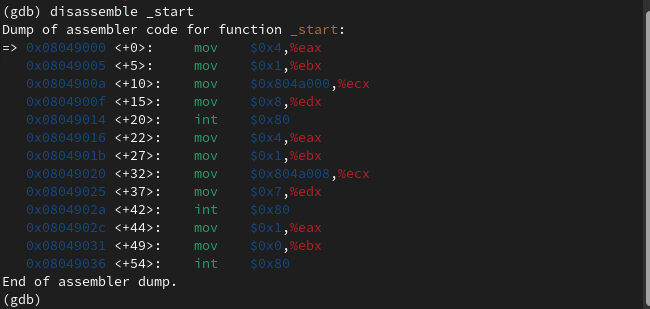 (gdb) disassemble _start
Dump of assembler code for function _start:
=> 0x08049000 <+0>:     mov    $0x4,%eax
   0x08049005 <+5>:     mov    $0x1,%ebx
   0x0804900a <+10>:    mov    $0x804a000,%ecx
   0x0804900f <+15>:    mov    $0x8,%edx
   0x08049014 <+20>:    int    $0x80
   0x08049016 <+22>:    mov    $0x4,%eax
   0x0804901b <+27>:    mov    $0x1,%ebx
   0x08049020 <+32>:    mov    $0x804a008,%ecx
   0x08049025 <+37>:    mov    $0x7,%edx
   0x0804902a <+42>:    int    $0x80
   0x0804902c <+44>:    mov    $0x1,%eax
   0x08049031 <+49>:    mov    $0x0,%ebx
   0x08049036 <+54>:    int    $0x80
End of assembler dump.
(gdb)